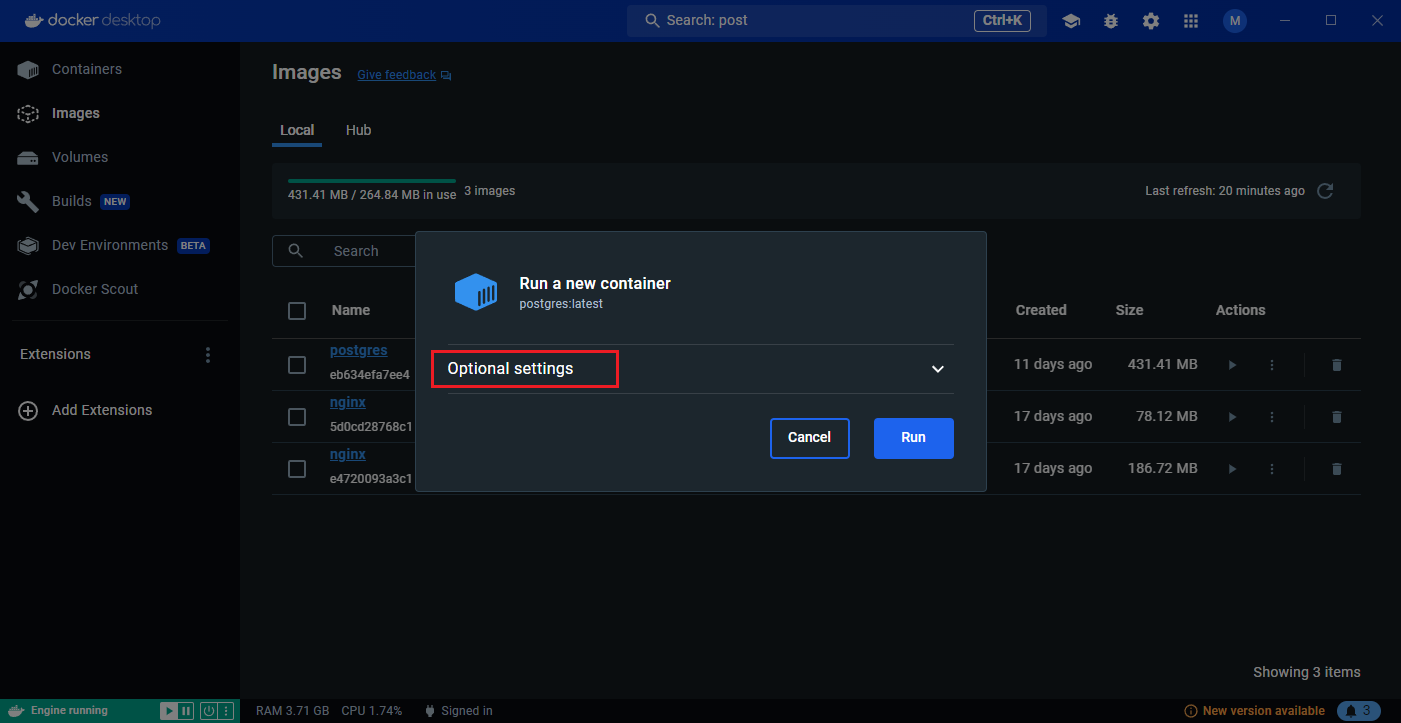 docker desktop
Search: post
Ctrl+K
M
Containers
Images
Volumes
Builds NEW
Dev Environments BETA
Docker Scout
Extensions
Add Extensions
Images Give feedback
Local Hub
431.41 MB / 264.84 MB in use 3 images
Last refresh: 20 minutes ago
Search
Name Created Size Actions
postgres
eb634efa7ee4
11 days ago 431.41 MB
nginx
5d0cd28768c1
17 days ago 78.12 MB
nginx
e4720093a3c1
17 days ago 186.72 MB
Run a new container
postgres:latest
Optional settings
Cancel Run
Showing 3 items
Engine running
RAM 3.71 GB CPU 1.74% Signed in
New version available 3